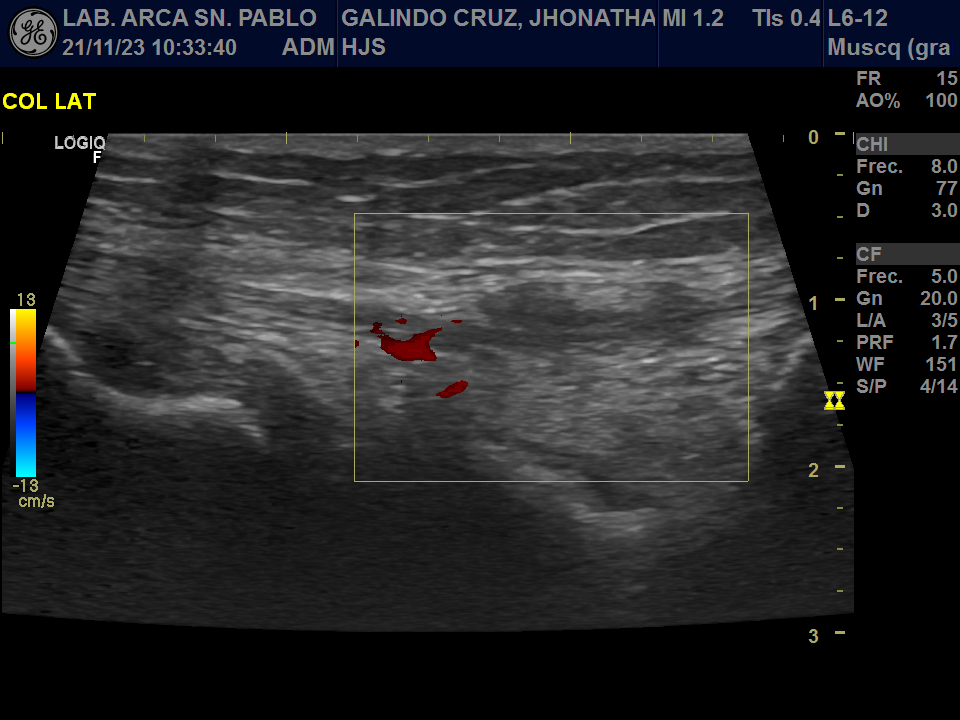 LAB. ARCA SN. PABLO GALINDO CRUZ, JHONATHA MI 1.2 TIs 0.4 L6-12
21/11/23 10:33:40 ADM HJS Muscq (gra
FR 15
AO% 100
COL LAT
LOGIQ
F
0
CHI
Frec. 8.0
Gn 77
D 3.0
CF
Frec. 5.0
Gn 20.0
L/A 3/5
PRF 1.7
WF 151
S/P 4/14
13
1
-13
cm/s
2
3